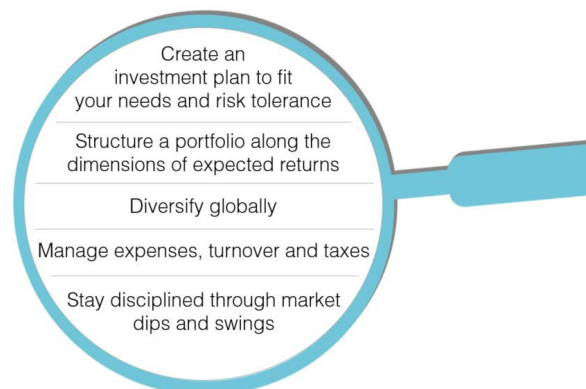 Create an
investment plan to fit
your needs and risk tolerance
Structure a portfolio along the
dimensions of expected returns
Diversify globally
Manage expenses, turnover and taxes
Stay disciplined through market
dips and swings